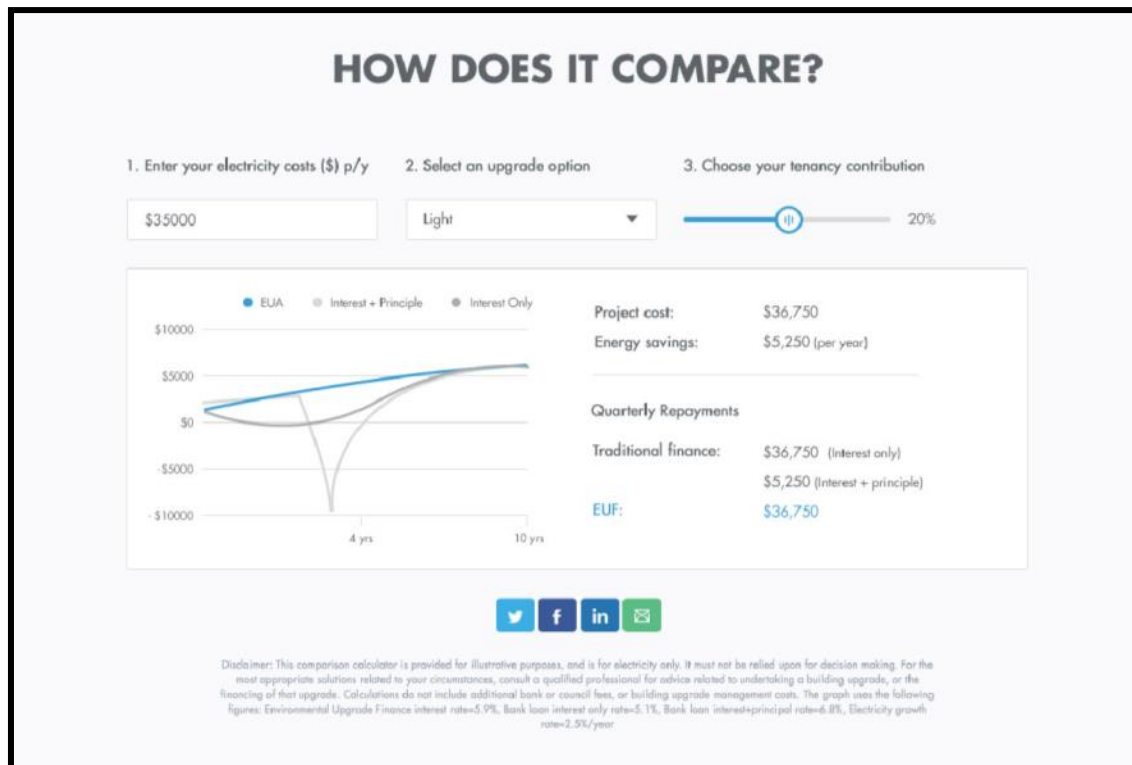 HOW DOES IT COMPARE?
1. Enter your electricity costs ($) p/y
2. Select an upgrade option
3. Choose your tenancy contribution
$35000
Light
20%
EUA
Interest + Principle
Interest Only
$10000
$5000
$0
-$5000
- $10000
4 yrs
10 yrs
Project cost: $36,750
Energy savings: $5,250 (per year)
Quarterly Repayments
Traditional finance: $36,750 (Interest only)
$5,250 (Interest + principle)
EUF: $36,750
f
in
Disclaimer: This comparison calculator is provided for illustrative purposes, and is for electricity only. It must not be relied upon for decision making. For the
most appropriate solutions related to your circumstances, consult a qualified professional for advice related to undertaking a building upgrade, or the
financing of that upgrade. Calculations do not include additional bank or council fees, or building upgrade management costs. The graph uses the following
figures: Environmental Upgrade Finance interest rate=5.9%, Bank loan interest only rate=5.1%, Bank loan interest+principal rate=6.8%, Electricity growth
rate=2.5%/year